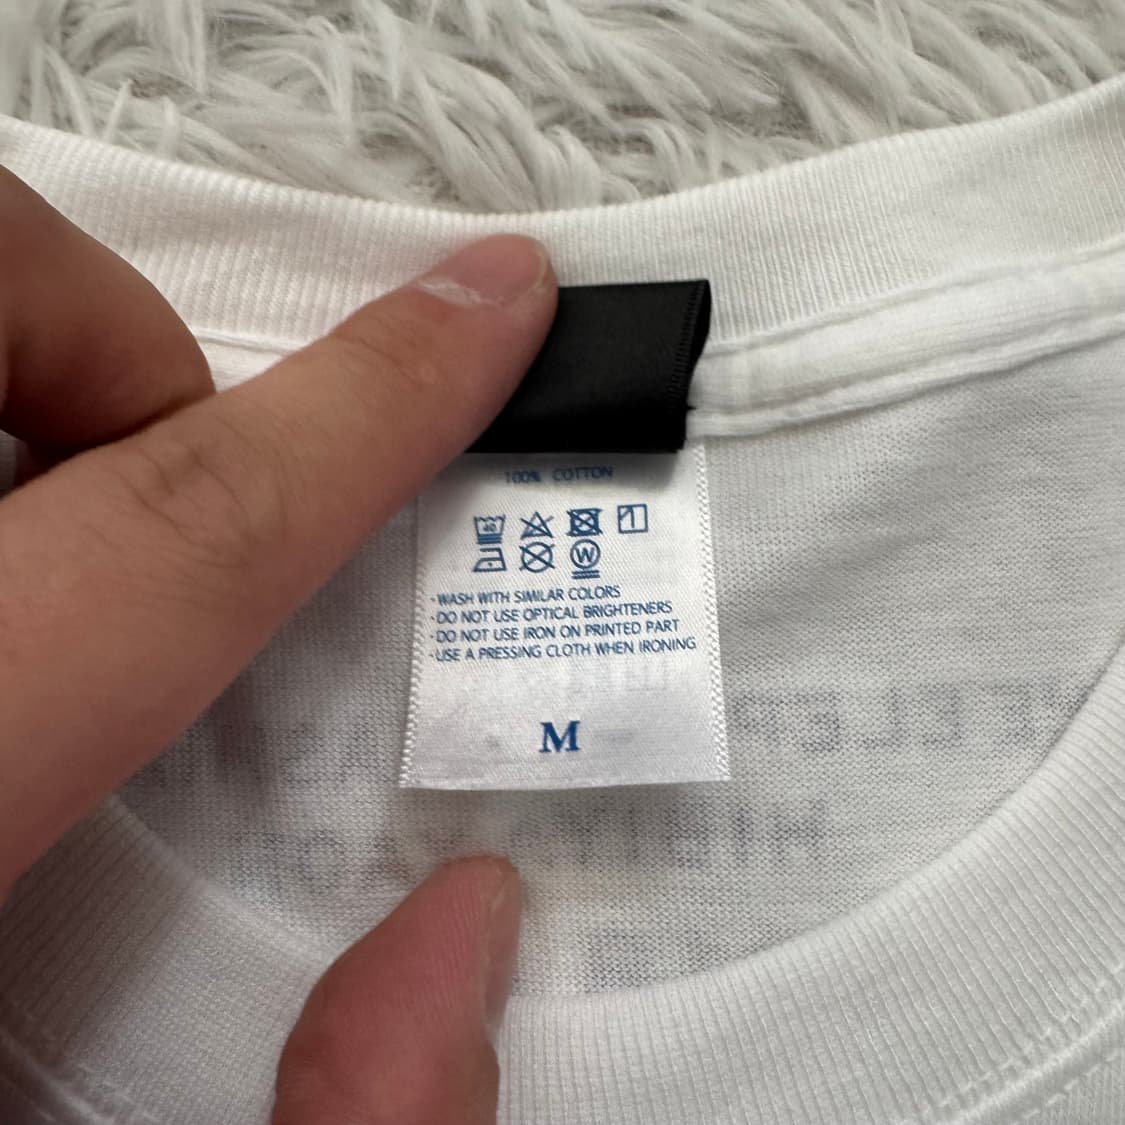 100% COTTON
40
W
·WASH WITH SIMILAR COLORS
·DO NOT USE OPTICAL BRIGHTENERS
·DO NOT USE IRON ON PRINTED PART
·USE A PRESSING CLOTH WHEN IRONING
M